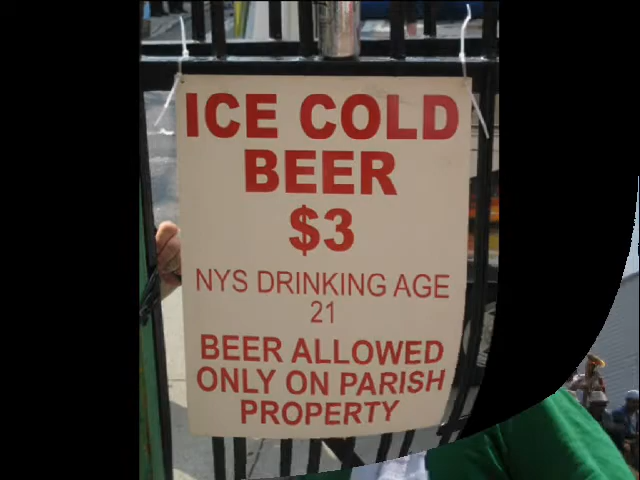 ICE COLD
BEER
$3
NYS DRINKING AGE
21
BEER ALLOWED
ONLY ON PARISH
PROPERTY